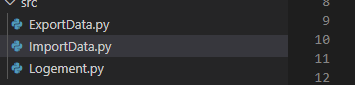 src
ExportData.py
ImportData.py
Logement.py
8
9
10
11
12